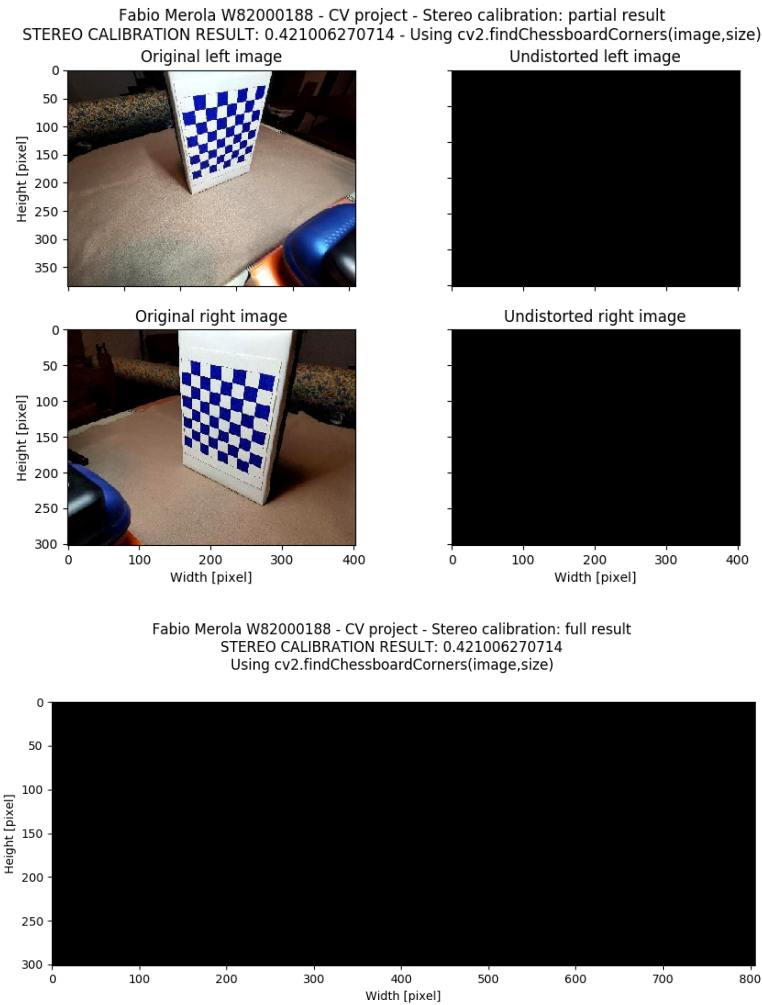 Fabio Merola W82000188 - CV project - Stereo calibration: partial result
STEREO CALIBRATION RESULT: 0.421006270714 - Using cv2.findChessboardCorners(image,size)
Original left image
Undistorted left image
0
50
100
150
200
250
300
350
Height [pixel]
Original right image
Undistorted right image
0
50
100
150
200
250
300
Height [pixel]
0 100 200 300 400
0 100 200 300 400
Width [pixel]
Width [pixel]
Fabio Merola W82000188 - CV project - Stereo calibration: full result
STEREO CALIBRATION RESULT: 0.421006270714
Using cv2.findChessboardCorners(image,size)
0
50
100
150
200
250
300
Height [pixel]
0 100 200 300 400 500 600 700 800
Width [pixel]